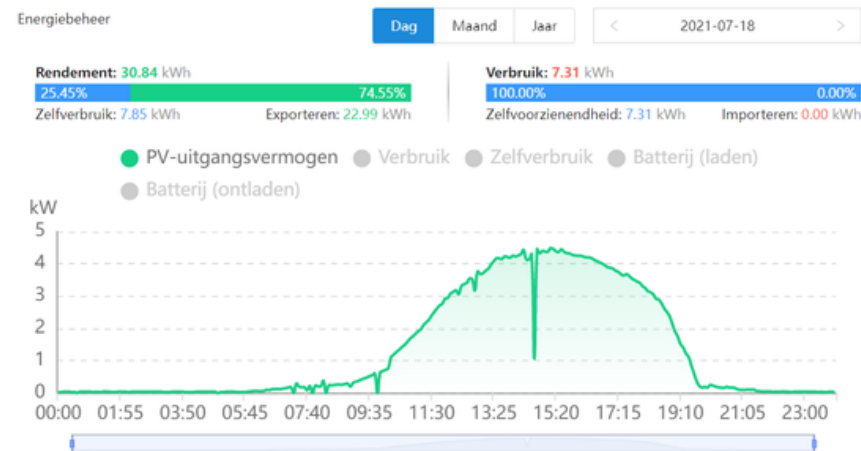 Energiebeheer
Dag Maand Jaar < 2021-07-18 >
Rendement: 30.84 kWh
25.45% 74.55%
Zelfverbruik: 7.85 kWh Exporteren: 22.99 kWh
Verbruik: 7.31 kWh
100.00% 0.00%
Zelfvoorzienendheid: 7.31 kWh Importeren: 0.00 kWh
PV-uitgangsvermogen Verbruik Zelfverbruik Batterij (laden)
Batterij (ontladen)
kW
5
4
3
2
1
0
00:00 01:55 03:50 05:45 07:40 09:35 11:30 13:25 15:20 17:15 19:10 21:05 23:00